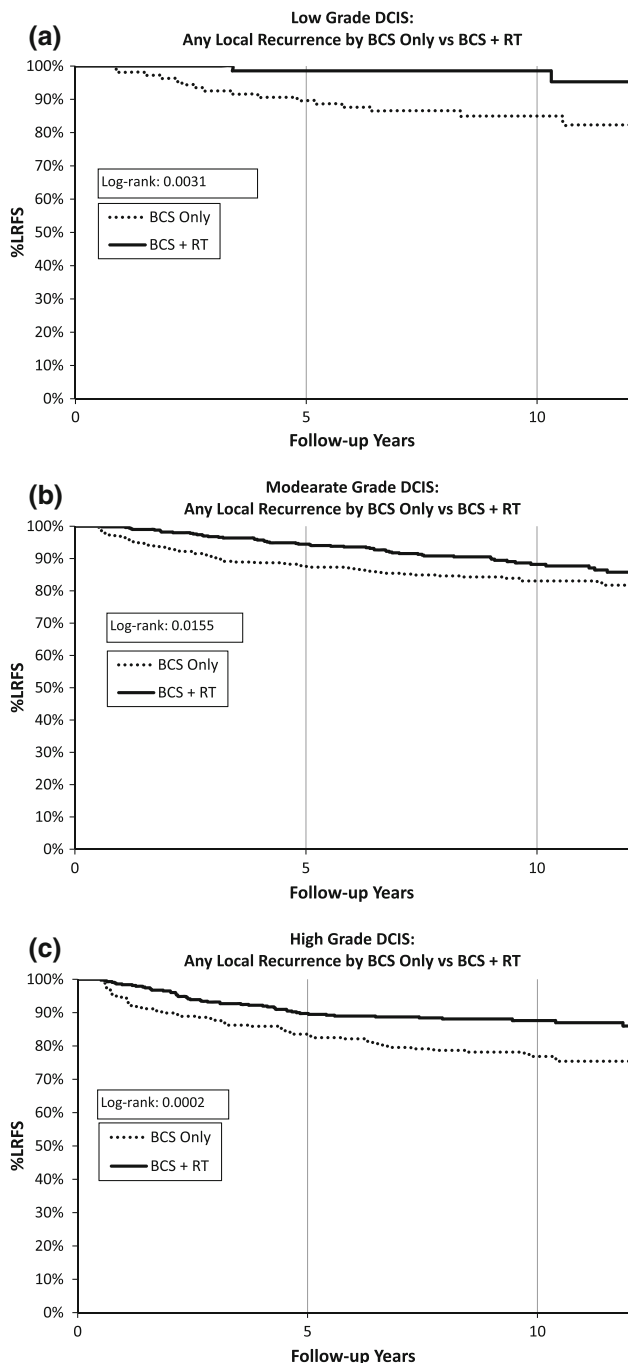 (a)
Low Grade DCIS:
Any Local Recurrence by BCS Only vs BCS + RT
100%
90%
80%
70%
60%
50%
40%
30%
20%
10%
0%
%LRFS
Log-rank: 0.0031
BCS Only
BCS + RT
0
5
10
Follow-up Years
(b)
Modearate Grade DCIS:
Any Local Recurrence by BCS Only vs BCS + RT
100%
90%
80%
70%
60%
50%
40%
30%
20%
10%
0%
%LRFS
Log-rank: 0.0155
BCS Only
BCS + RT
0
5
10
Follow-up Years
(c)
High Grade DCIS:
Any Local Recurrence by BCS Only vs BCS + RT
100%
90%
80%
70%
60%
50%
40%
30%
20%
10%
0%
%LRFS
Log-rank: 0.0002
BCS Only
BCS + RT
0
5
10
Follow-up Years